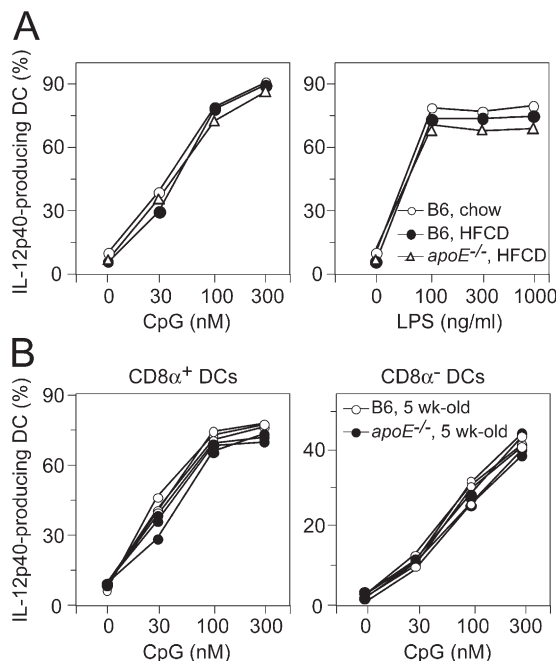 A
IL-12p40-producing DC (%)
90
60
30
0
0 30 100 300
CpG (nM)
90
60
30
0
B6, chow
B6, HFCD
apoE-/-, HFCD
0 100 300 1000
LPS (ng/ml)
B
CD8α+ DCs
IL-12p40-producing DC (%)
90
60
30
0
0 30 100 300
CpG (nM)
CD8α- DCs
B6, 5 wk-old
apoE-/-, 5 wk-old
40
20
0
0 30 100 300
CpG (nM)